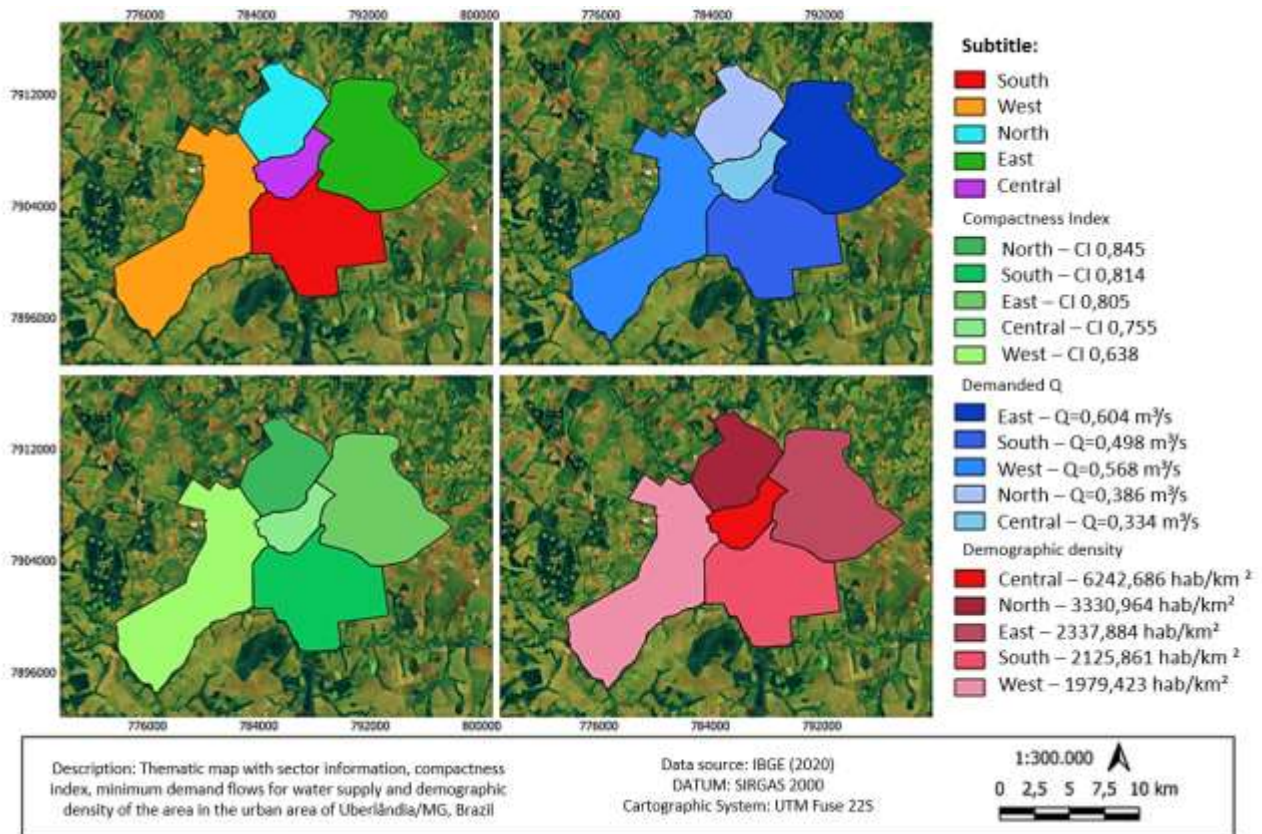 776000 784000 792000 800000 776000 784000 792000
7912000
7904000
7896000
7912000
7904000
7896000
776000 784000 792000 800000 776000 784000 792000
Subtitle:
South
West
North
East
Central
Compactness Index
North – CI 0,845
South – CI 0,814
East – CI 0,805
Central – CI 0,755
West – CI 0,638
Demanded Q
East – Q=0,604 m³/s
South – Q=0,498 m³/s
West – Q=0,568 m³/s
North – Q=0,386 m³/s
Central – Q=0,334 m³/s
Demographic density
Central – 6242,686 hab/km ²
North – 3330,964 hab/km²
East – 2337,884 hab/km²
South – 2125,861 hab/km ²
West – 1979,423 hab/km²
Description: Thematic map with sector information, compactness
index, minimum demand flows for water supply and demographic
density of the area in the urban area of Uberlândia/MG, Brazil
Data source: IBGE (2020)
DATUM: SIRGAS 2000
Cartographic System: UTM Fuse 22S
1:300.000
0 2,5 5 7,5 10 km